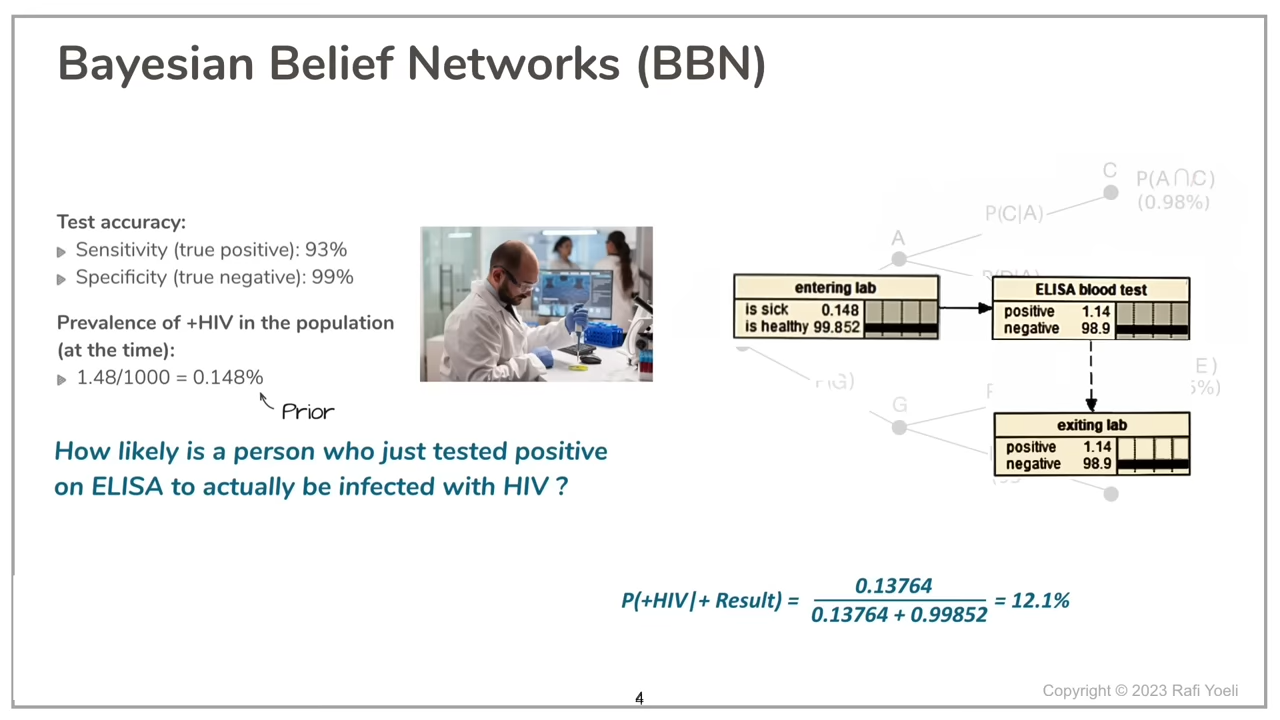 Bayesian Belief Networks (BBN)
Test accuracy:
Sensitivity (true positive): 93%
Specificity (true negative): 99%
Prevalence of +HIV in the population
(at the time):
1.48/1000 = 0.148%
Prior
How likely is a person who just tested positive
on ELISA to actually be infected with HIV ?
C
P(A∩C)
(0.98%)
P(C|A)
A
entering lab
is sick 0.148
is healthy 99.852
ELISA blood test
positive 1.14
negative 98.9
G
exiting lab
positive 1.14
negative 98.9
P(+HIV|+ Result) = 0.13764 / 0.13764 + 0.99852 = 12.1%
4
Copyright © 2023 Rafi Yoeli